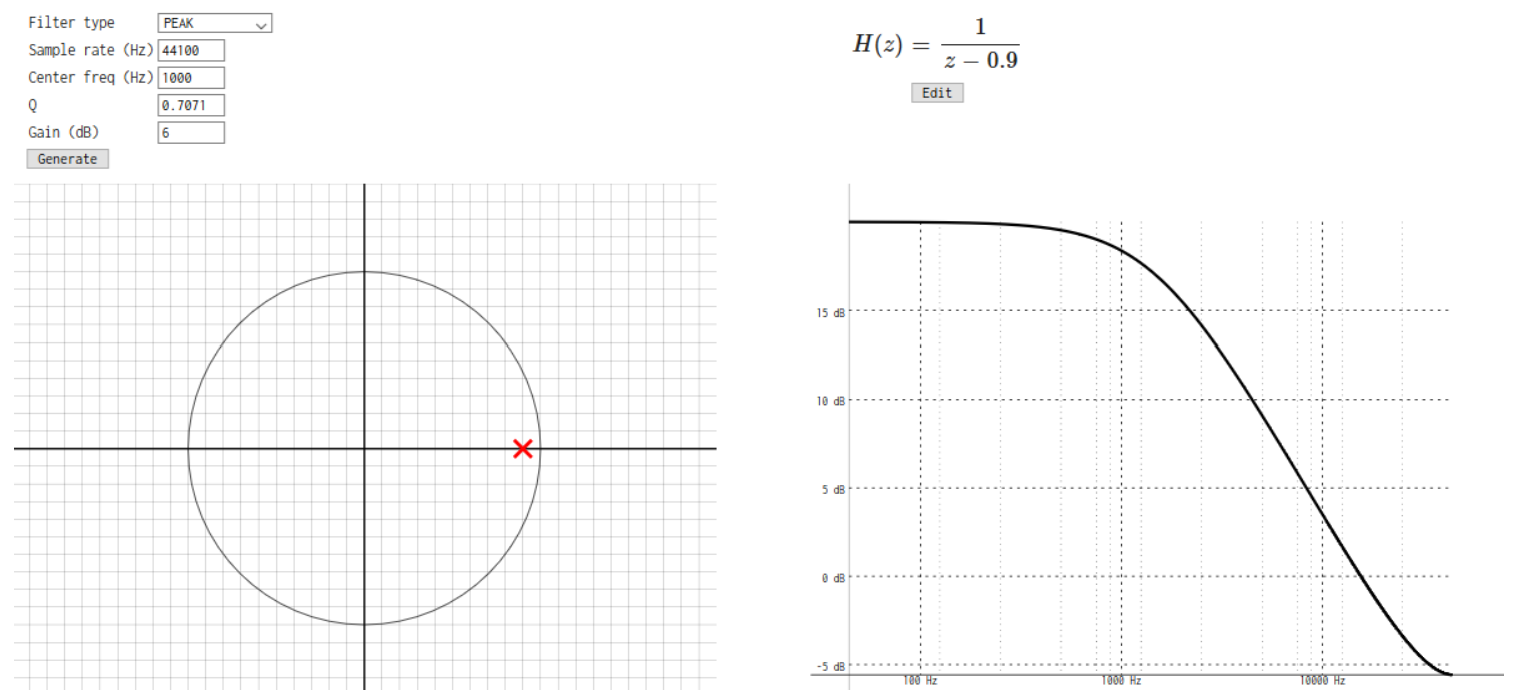 Filter type PEAK
Sample rate (Hz) 44100
Center freq (Hz) 1000
Q 0.7071
Gain (dB) 6
Generate
H(z) = 1 / (z − 0.9)
Edit
15 dB
10 dB
5 dB
0 dB
-5 dB
100 Hz 1000 Hz 10000 Hz